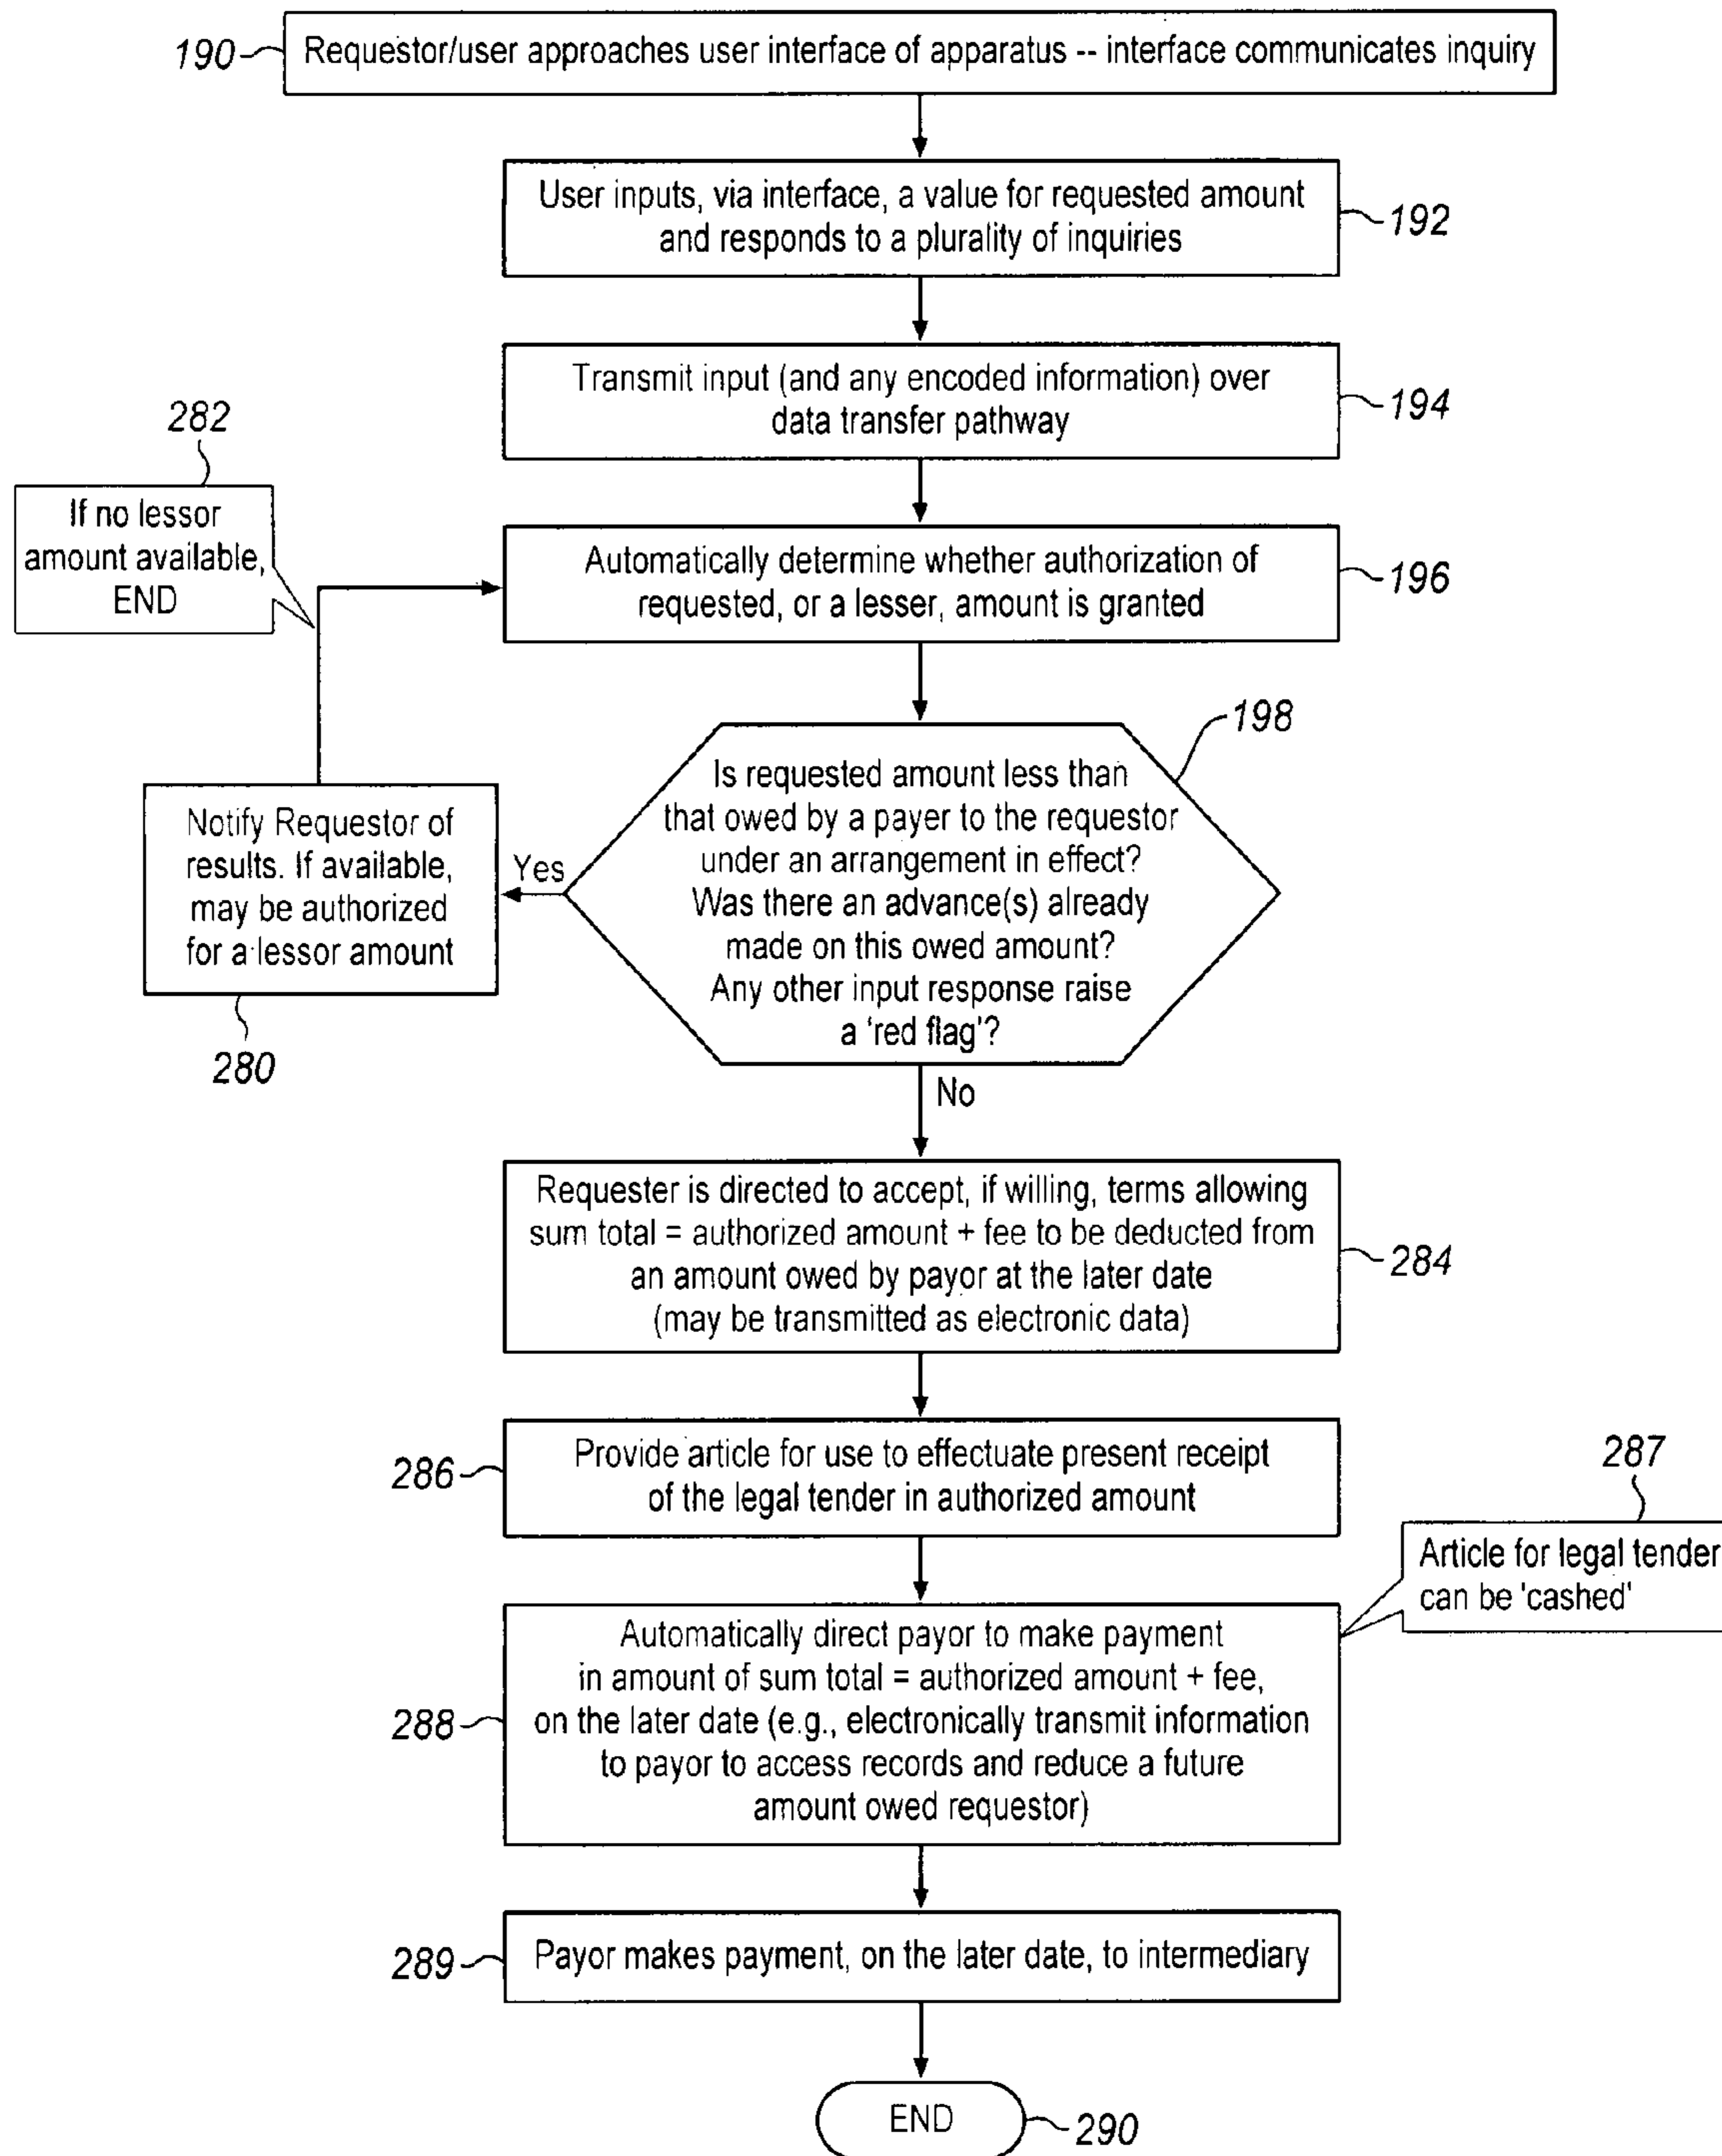 190
Requestor/user approaches user interface of apparatus -- interface communicates inquiry
User inputs, via interface, a value for requested amount
and responds to a plurality of inquiries
192
Transmit input (and any encoded information) over
data transfer pathway
194
282
If no lessor
amount available,
END
Automatically determine whether authorization of
requested, or a lesser, amount is granted
196
198
Is requested amount less than
that owed by a payer to the requestor
under an arrangement in effect?
Was there an advance(s) already
made on this owed amount?
Any other input response raise
a 'red flag'?
Yes
Notify Requestor of
results. If available,
may be authorized
for a lessor amount
280
No
Requester is directed to accept, if willing, terms allowing
sum total = authorized amount + fee to be deducted from
an amount owed by payor at the later date
(may be transmitted as electronic data)
284
286
Provide article for use to effectuate present receipt
of the legal tender in authorized amount
287
Article for legal tender
can be 'cashed'
288
Automatically direct payor to make payment
in amount of sum total = authorized amount + fee,
on the later date (e.g., electronically transmit information
to payor to access records and reduce a future
amount owed requestor)
289
Payor makes payment, on the later date, to intermediary
END
290